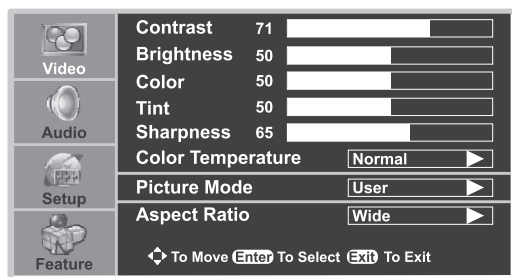 Video
Audio
Setup
Feature
Contrast 71
Brightness 50
Color 50
Tint 50
Sharpness 65
Color Temperature Normal
Picture Mode User
Aspect Ratio Wide
To Move Enter To Select Exit To Exit